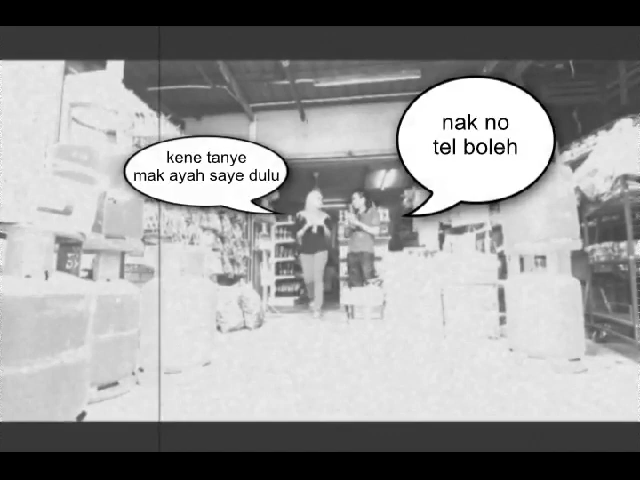 kene tanye
mak ayah saye dulu
nak no
tel boleh